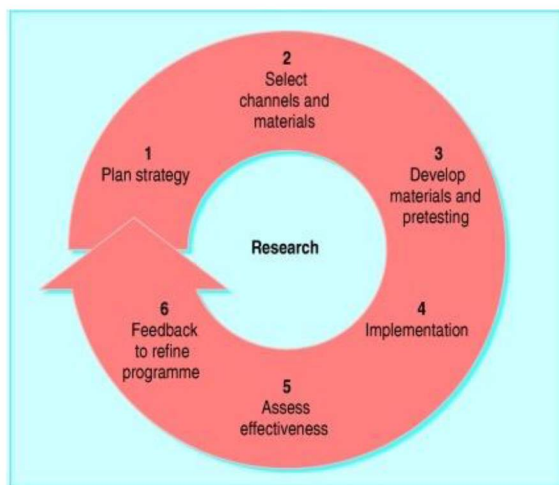 1
Plan strategy
2
Select
channels and
materials
3
Develop
materials and
pretesting
4
Implementation
5
Assess
effectiveness
6
Feedback
to refine
programme
Research